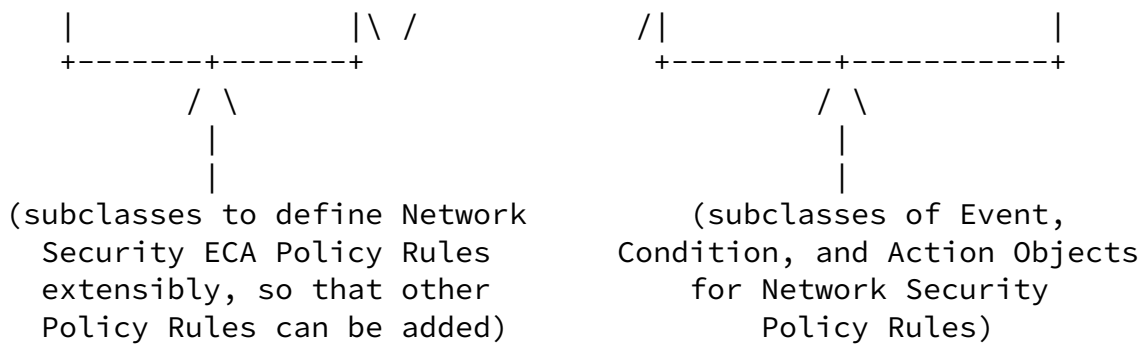 |               |\ /          /|                    |
+-------+-------+              +---------+-----------+
/ \                              / \
|                                |
|                                |
(subclasses to define Network         (subclasses of Event,
Security ECA Policy Rules       Condition, and Action Objects
extensibly, so that other           for Network Security
Policy Rules can be added)             Policy Rules)